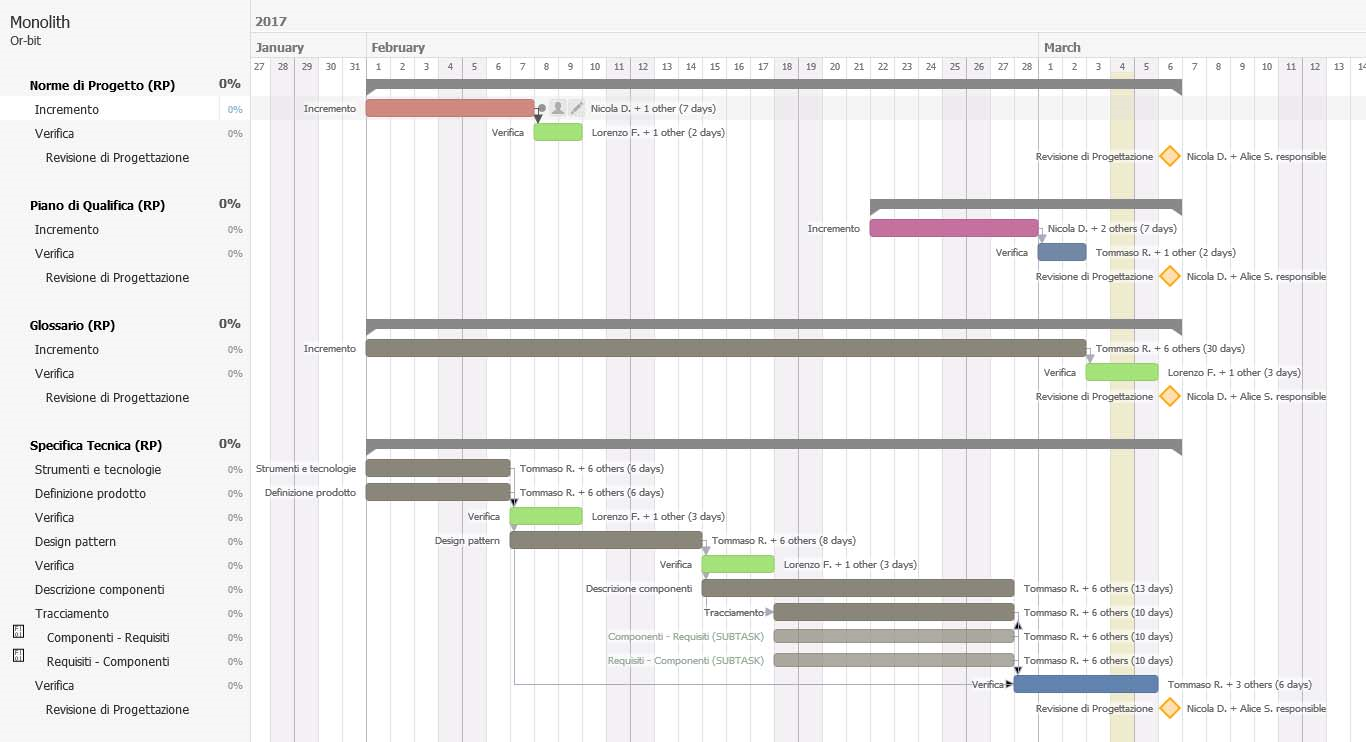 Monolith
Or-bit
2017
January February March
27 28 29 30 31 1 2 3 4 5 6 7 8 9 10 11 12 13 14 15 16 17 18 19 20 21 22 23 24 25 26 27 28 1 2 3 4 5 6 7 8 9 10 11 12 13 14
Norme di Progetto (RP) 0%
Incremento 0% Incremento Nicola D. + 1 other (7 days)
Verifica 0% Verifica Lorenzo F. + 1 other (2 days)
Revisione di Progettazione Revisione di Progettazione Nicola D. + Alice S. responsible
Piano di Qualifica (RP) 0%
Incremento 0% Incremento Nicola D. + 2 others (7 days)
Verifica 0% Verifica Tommaso R. + 1 other (2 days)
Revisione di Progettazione Revisione di Progettazione Nicola D. + Alice S. responsible
Glossario (RP) 0%
Incremento 0% Incremento Tommaso R. + 6 others (30 days)
Verifica 0% Verifica Lorenzo F. + 1 other (3 days)
Revisione di Progettazione Revisione di Progettazione Nicola D. + Alice S. responsible
Specifica Tecnica (RP) 0%
Strumenti e tecnologie 0% Strumenti e tecnologie Tommaso R. + 6 others (6 days)
Definizione prodotto 0% Definizione prodotto Tommaso R. + 6 others (6 days)
Verifica 0% Verifica Lorenzo F. + 1 other (3 days)
Design pattern 0% Design pattern Tommaso R. + 6 others (8 days)
Verifica 0% Verifica Lorenzo F. + 1 other (3 days)
Descrizione componenti 0% Descrizione componenti Tommaso R. + 6 others (13 days)
Tracciamento 0% Tracciamento Tommaso R. + 6 others (10 days)
Componenti - Requisiti 0% Componenti - Requisiti (SUBTASK) Tommaso R. + 6 others (10 days)
Requisiti - Componenti 0% Requisiti - Componenti (SUBTASK) Tommaso R. + 6 others (10 days)
Verifica 0% Verifica Tommaso R. + 3 others (6 days)
Revisione di Progettazione Revisione di Progettazione Nicola D. + Alice S. responsible